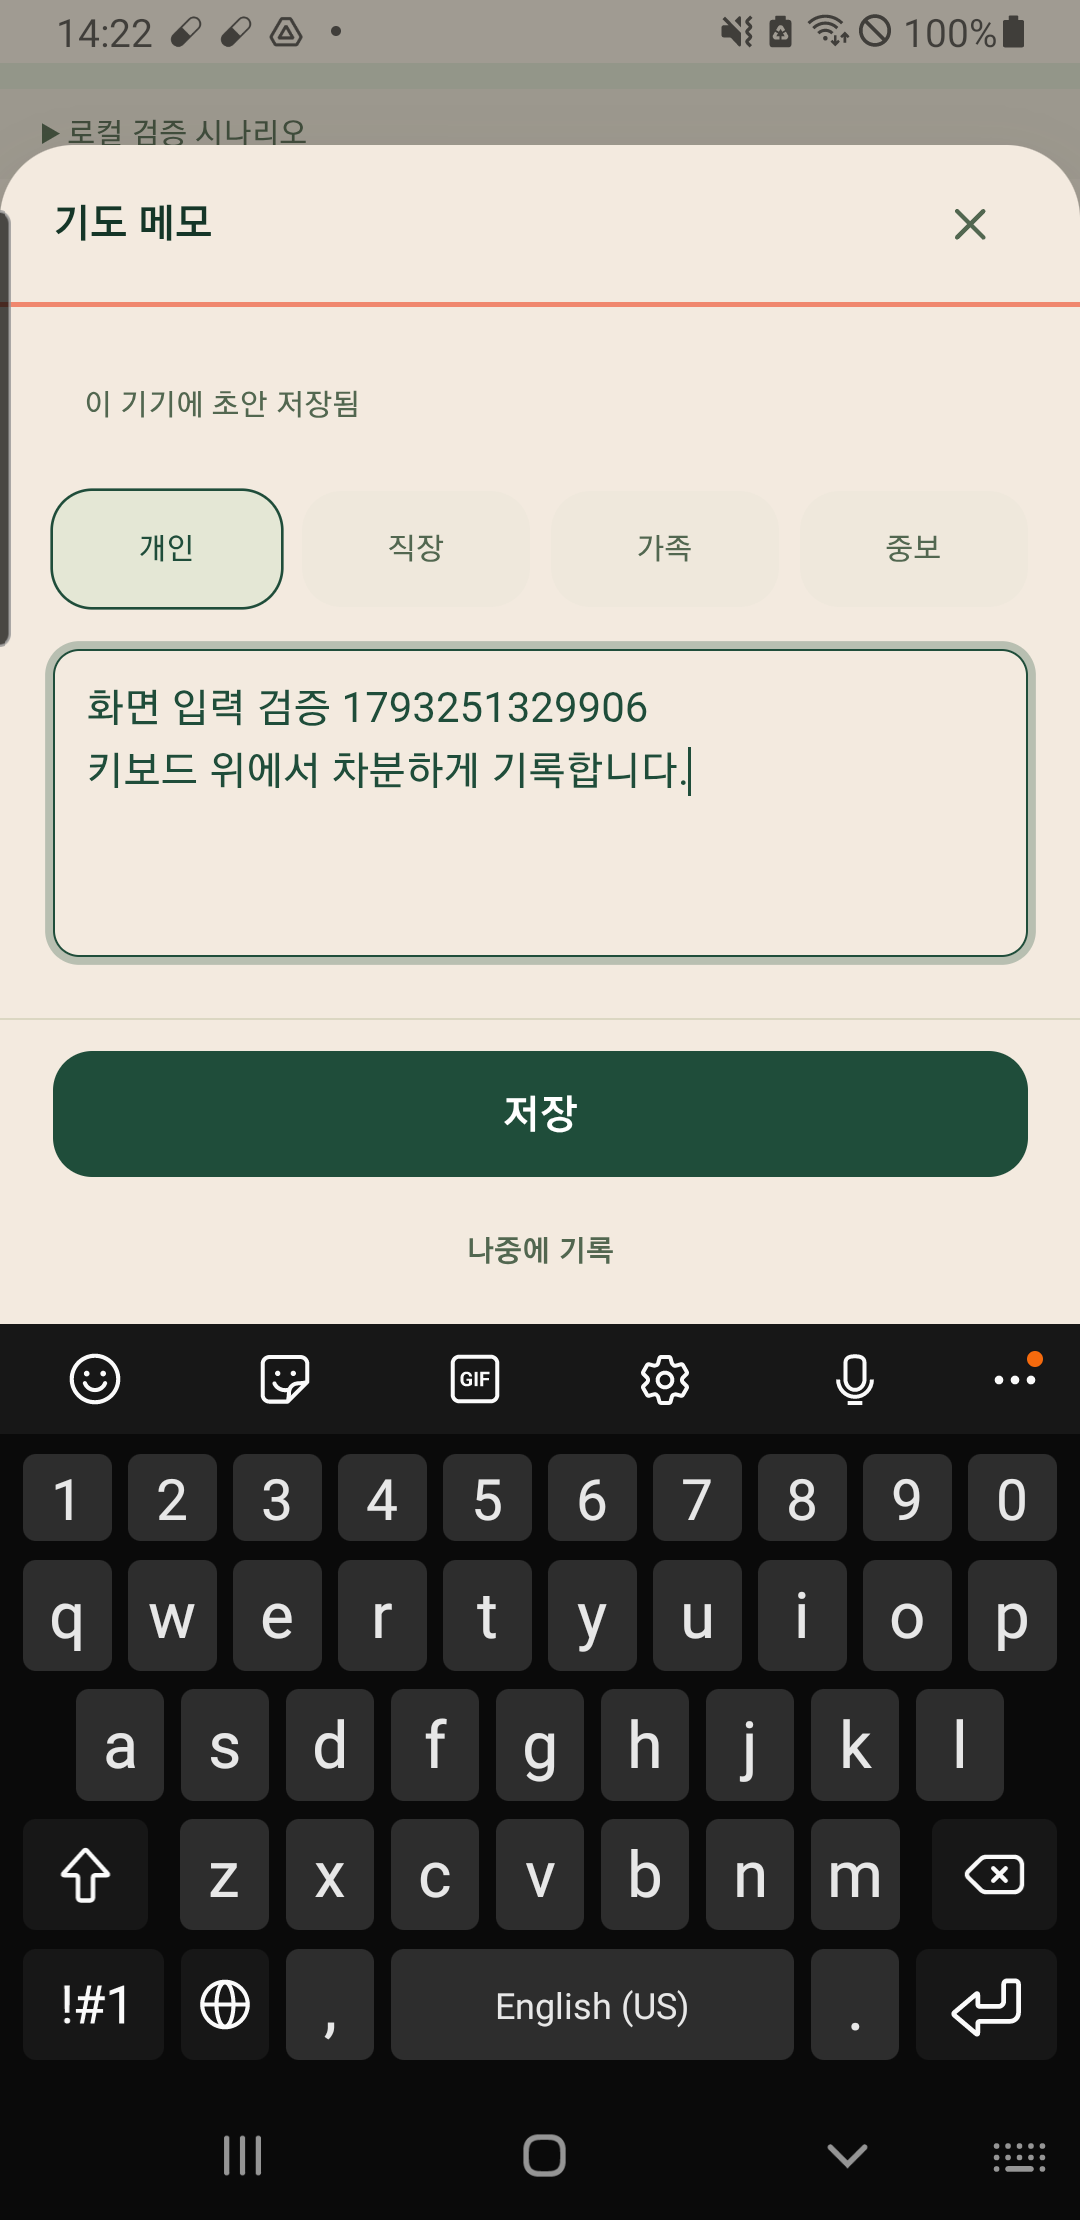 14:22
100%
▶ 로컬 검증 시나리오
기도 메모
이 기기에 초안 저장됨
개인 직장 가족 중보
화면 입력 검증 1793251329906
키보드 위에서 차분하게 기록합니다.
저장
나중에 기록
GIF
1 2 3 4 5 6 7 8 9 0
q w e r t y u i o p
a s d f g h j k l
z x c v b n m
!#1 , English (US) .